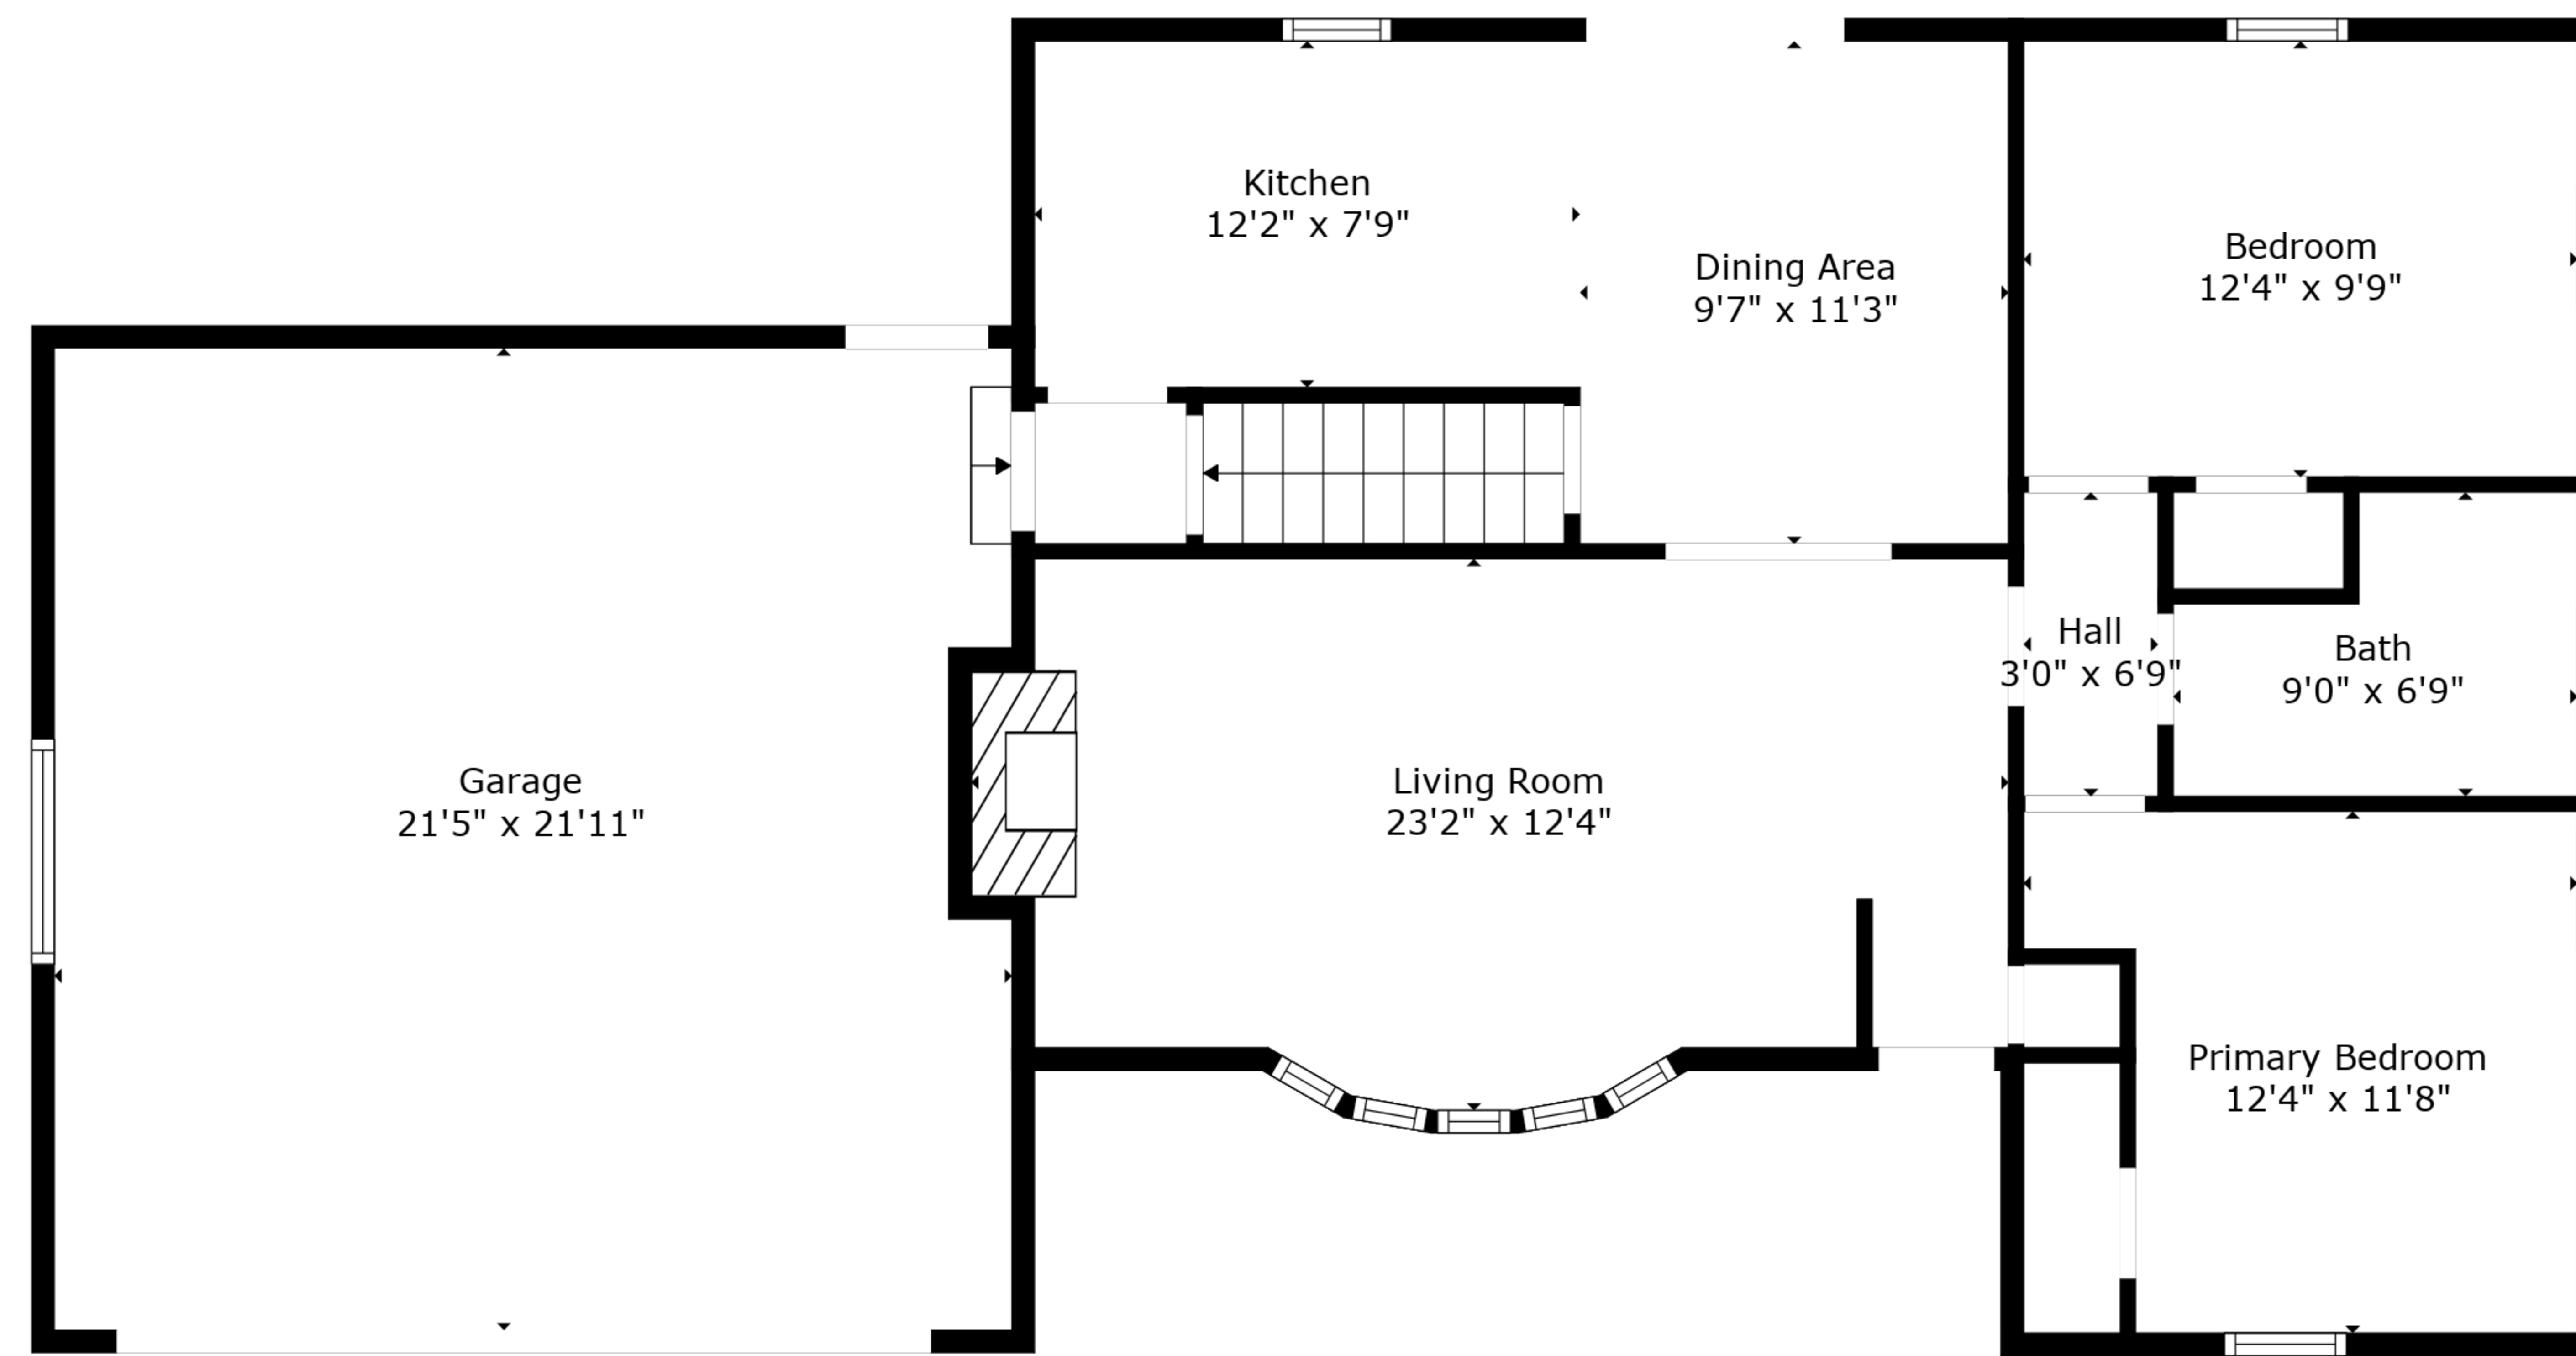 Kitchen
12'2" x 7'9"
Dining Area
9'7" x 11'3"
Bedroom
12'4" x 9'9"
Hall
3'0" x 6'9"
Bath
9'0" x 6'9"
Garage
21'5" x 21'11"
Living Room
23'2" x 12'4"
Primary Bedroom
12'4" x 11'8"